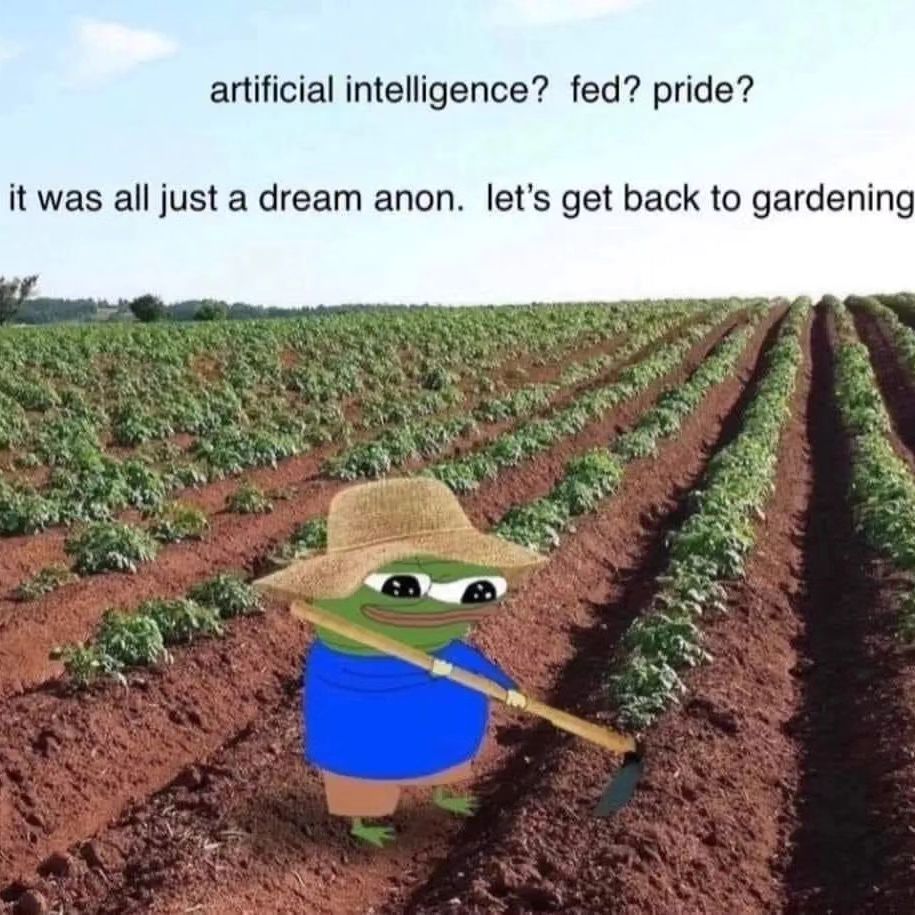 artificial intelligence?  fed? pride?
it was all just a dream anon.  let's get back to gardening